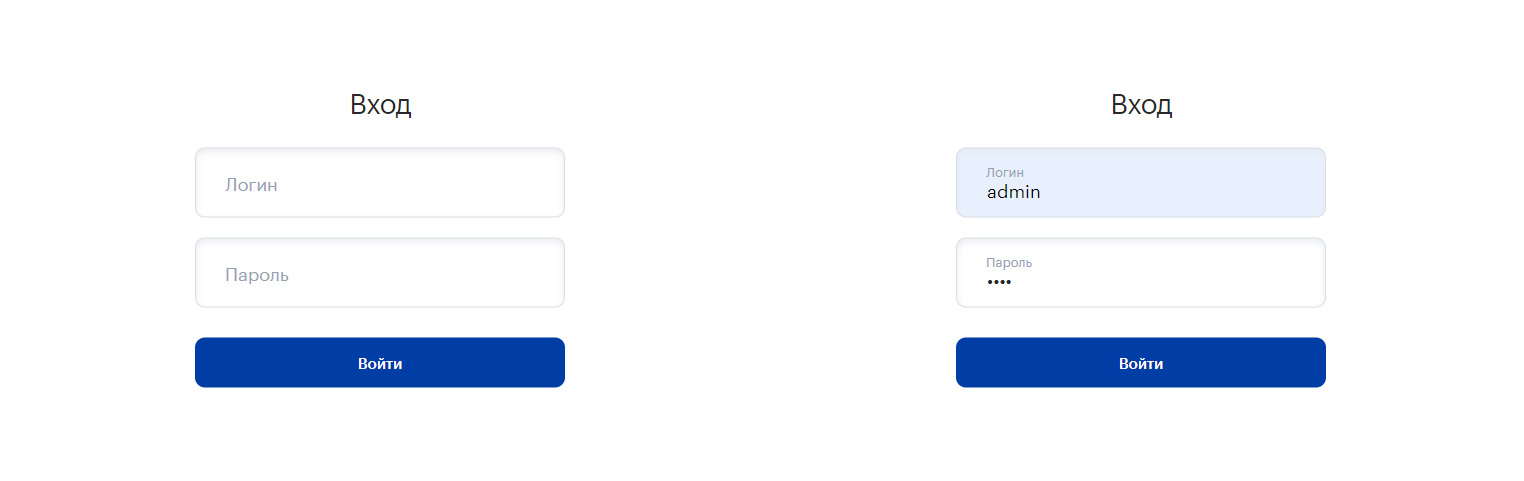 Вход
Логин
Пароль
Войти
Вход
Логин
admin
Пароль
••••
Войти